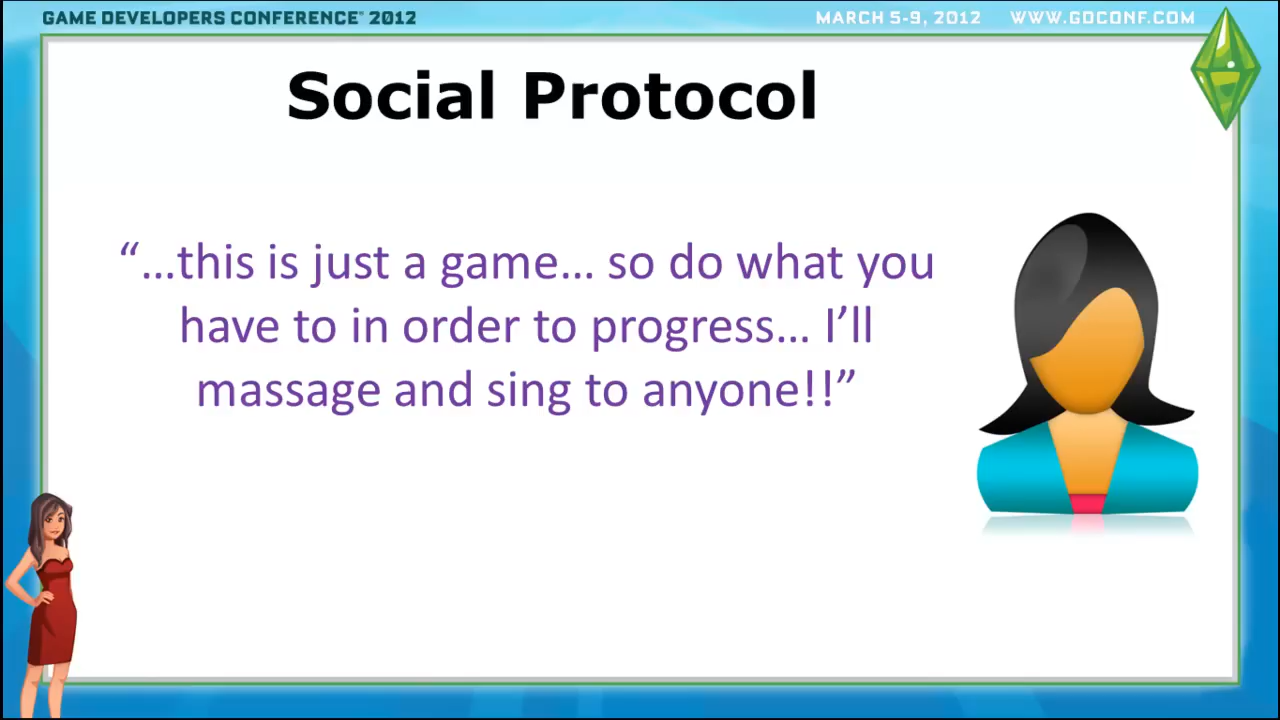 GAME DEVELOPERS CONFERENCE® 2012
MARCH 5-9, 2012 WWW.GDCONF.COM
Social Protocol
“…this is just a game… so do what you
have to in order to progress… I’ll
massage and sing to anyone!!”